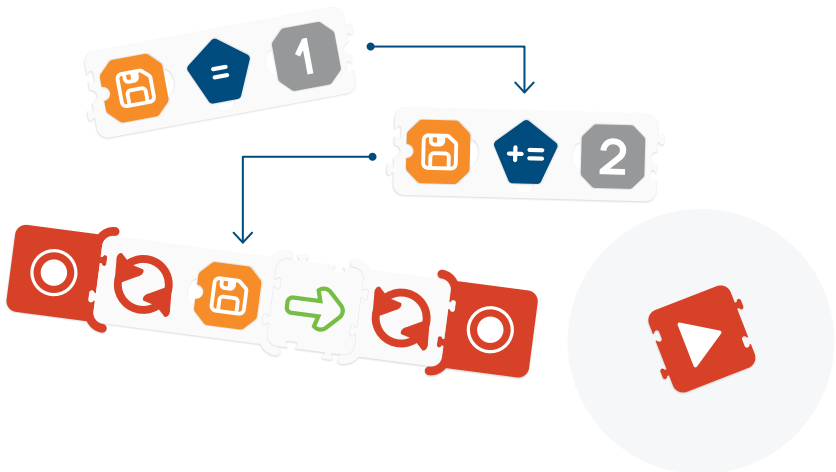 = 1
+= 2